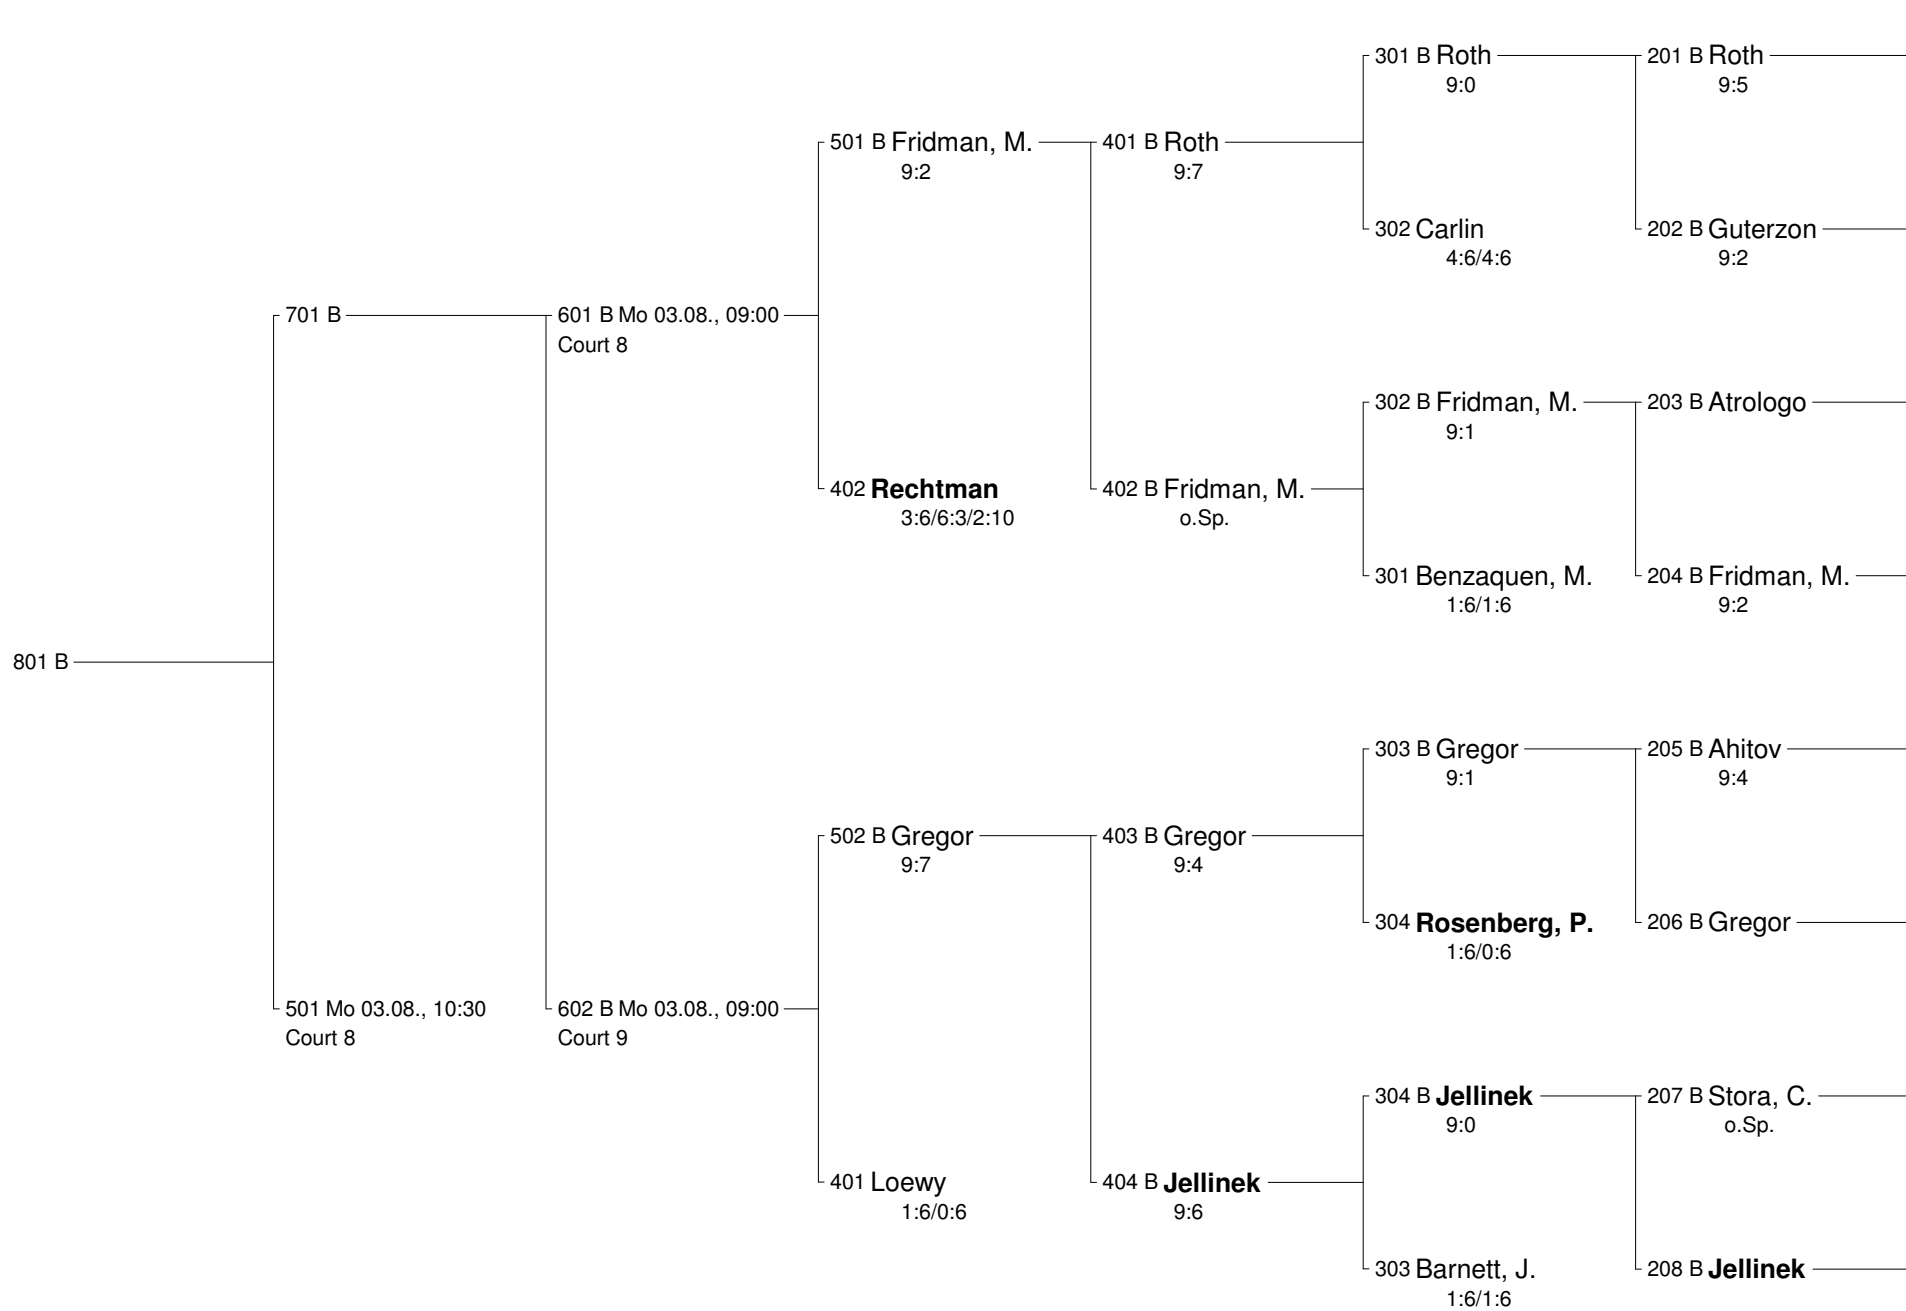 301 B Roth
9:0
201 B Roth
9:5
501 B Fridman, M.
9:2
401 B Roth
9:7
302 Carlin
4:6/4:6
202 B Guterzon
9:2
701 B
601 B Mo 03.08., 09:00
Court 8
302 B Fridman, M.
9:1
203 B Atrologo
402 Rechtman
3:6/6:3/2:10
402 B Fridman, M.
o.Sp.
301 Benzaquen, M.
1:6/1:6
204 B Fridman, M.
9:2
801 B
303 B Gregor
9:1
205 B Ahitov
9:4
502 B Gregor
9:7
403 B Gregor
9:4
304 Rosenberg, P.
1:6/0:6
206 B Gregor
501 Mo 03.08., 10:30
Court 8
602 B Mo 03.08., 09:00
Court 9
304 B Jellinek
9:0
207 B Stora, C.
o.Sp.
401 Loewy
1:6/0:6
404 B Jellinek
9:6
303 Barnett, J.
1:6/1:6
208 B Jellinek